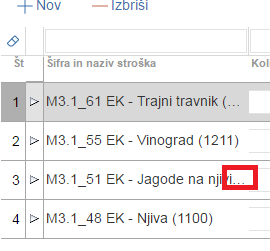 + Nov — Izbriši
Št Šifra in naziv stroška Koli
1 M3.1_61 EK - Trajni travnik (...
2 M3.1_55 EK - Vinograd (1211)
3 M3.1_51 EK - Jagode na njivi...
4 M3.1_48 EK - Njiva (1100)